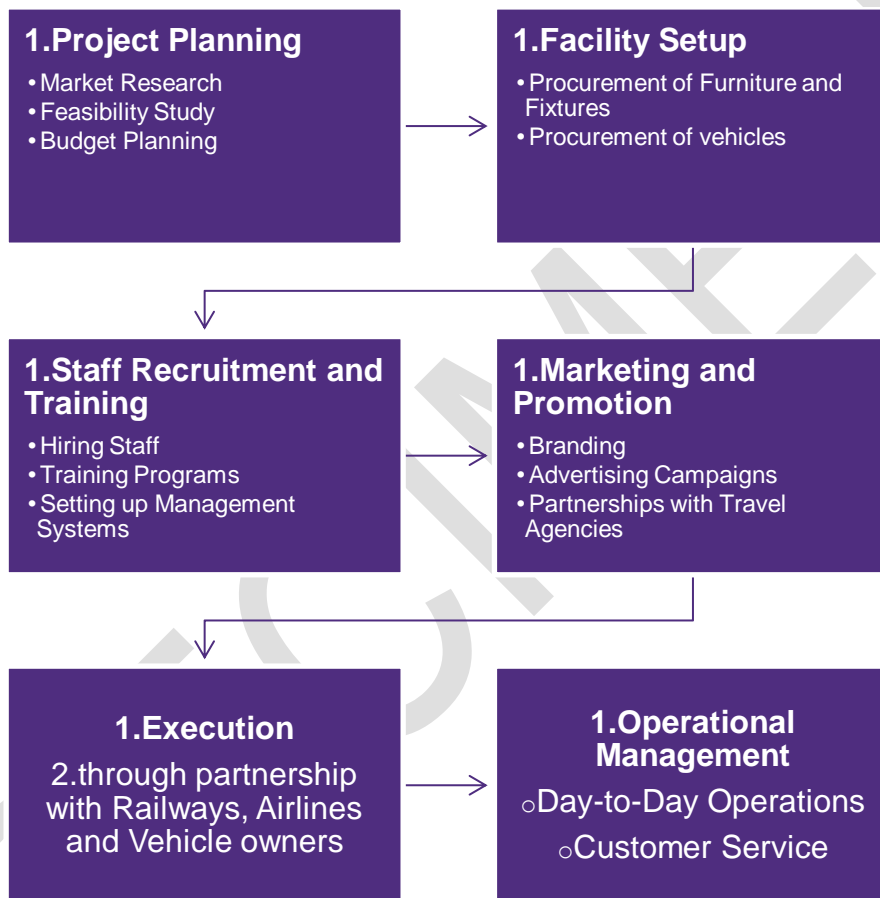 1.Project Planning
•Market Research
•Feasibility Study
•Budget Planning
1.Facility Setup
•Procurement of Furniture and
Fixtures
•Procurement of vehicles
1.Staff Recruitment and
Training
•Hiring Staff
•Training Programs
•Setting up Management
Systems
1.Marketing and
Promotion
•Branding
•Advertising Campaigns
•Partnerships with Travel
Agencies
1.Execution
2.through partnership
with Railways, Airlines
and Vehicle owners
1.Operational
Management
oDay-to-Day Operations
oCustomer Service